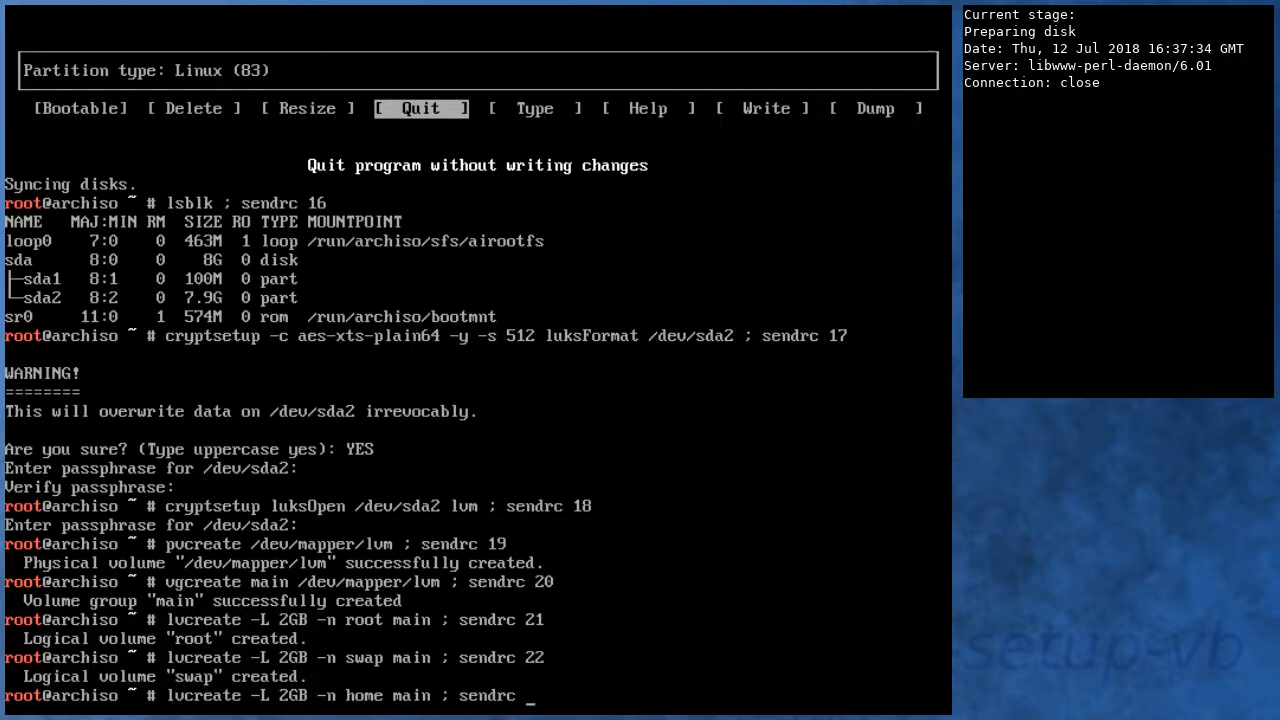 Partition type: Linux (83)
[Bootable] [ Delete ] [ Resize ] [ Quit ] [ Type ] [ Help ] [ Write ] [ Dump ]
Quit program without writing changes
Syncing disks.
root@archiso ~ # lsblk ; sendrc 16
NAME   MAJ:MIN RM  SIZE RO TYPE MOUNTPOINT
loop0    7:0    0  463M  1 loop /run/archiso/sfs/airootfs
sda      8:0    0    8G  0 disk
├─sda1   8:1    0  100M  0 part
└─sda2   8:2    0  7.9G  0 part
sr0     11:0    1  574M  0 rom  /run/archiso/bootmnt
root@archiso ~ # cryptsetup -c aes-xts-plain64 -y -s 512 luksFormat /dev/sda2 ; sendrc 17
WARNING!
========
This will overwrite data on /dev/sda2 irrevocably.
Are you sure? (Type uppercase yes): YES
Enter passphrase for /dev/sda2:
Verify passphrase:
root@archiso ~ # cryptsetup luksOpen /dev/sda2 lvm ; sendrc 18
Enter passphrase for /dev/sda2:
root@archiso ~ # pvcreate /dev/mapper/lvm ; sendrc 19
  Physical volume "/dev/mapper/lvm" successfully created.
root@archiso ~ # vgcreate main /dev/mapper/lvm ; sendrc 20
  Volume group "main" successfully created
root@archiso ~ # lvcreate -L 2GB -n root main ; sendrc 21
  Logical volume "root" created.
root@archiso ~ # lvcreate -L 2GB -n swap main ; sendrc 22
  Logical volume "swap" created.
root@archiso ~ # lvcreate -L 2GB -n home main ; sendrc _
Current stage:
Preparing disk
Date: Thu, 12 Jul 2018 16:37:34 GMT
Server: libwww-perl-daemon/6.01
Connection: close
setup-vb